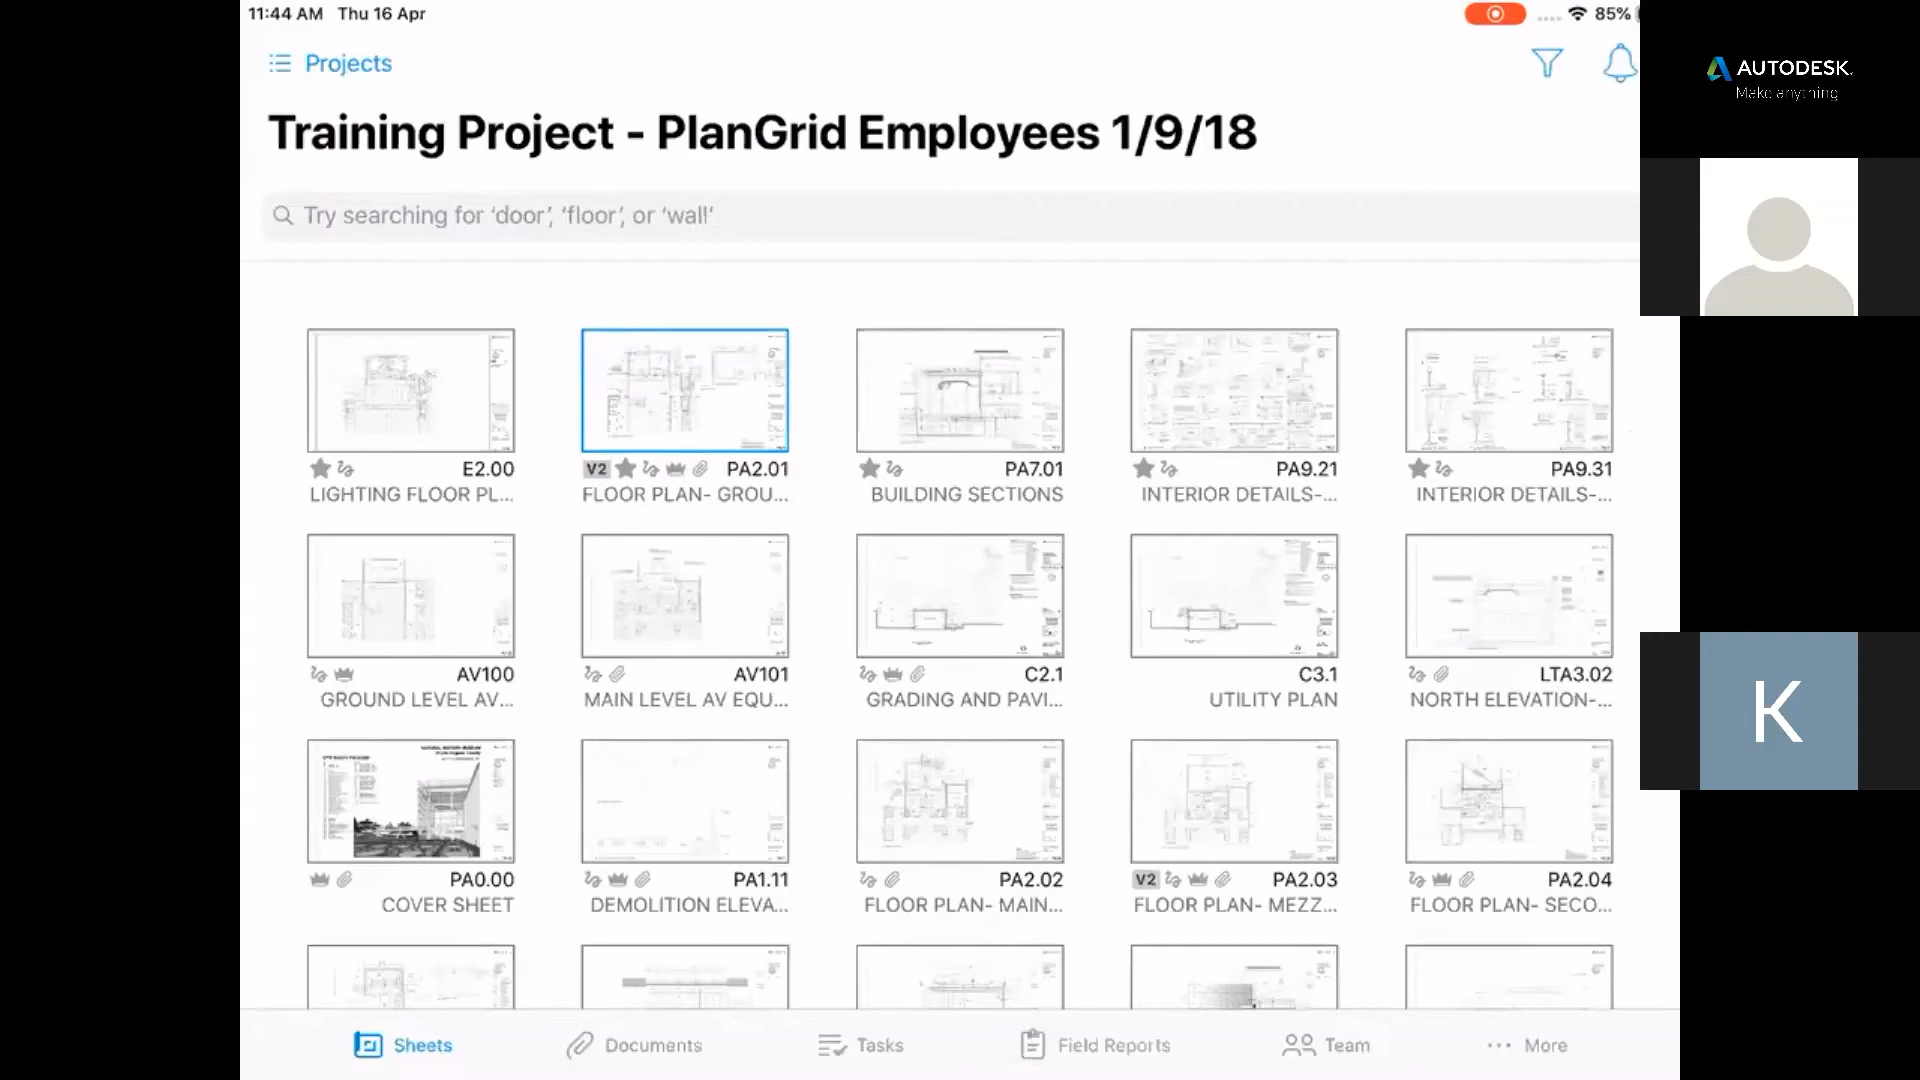 11:44 AM Thu 16 Apr
85%
Projects
AUTODESK.
Make anything
Training Project - PlanGrid Employees 1/9/18
Try searching for 'door', 'floor', or 'wall'
E2.00
LIGHTING FLOOR PL...
V2 PA2.01
FLOOR PLAN- GROU...
PA7.01
BUILDING SECTIONS
PA9.21
INTERIOR DETAILS-...
PA9.31
INTERIOR DETAILS-...
AV100
GROUND LEVEL AV...
AV101
MAIN LEVEL AV EQU...
C2.1
GRADING AND PAVI...
C3.1
UTILITY PLAN
LTA3.02
NORTH ELEVATION-...
K
PA0.00
COVER SHEET
PA1.11
DEMOLITION ELEVA...
PA2.02
FLOOR PLAN- MAIN...
V2 PA2.03
FLOOR PLAN- MEZZ...
PA2.04
FLOOR PLAN- SECO...
Sheets
Documents
Tasks
Field Reports
Team
More